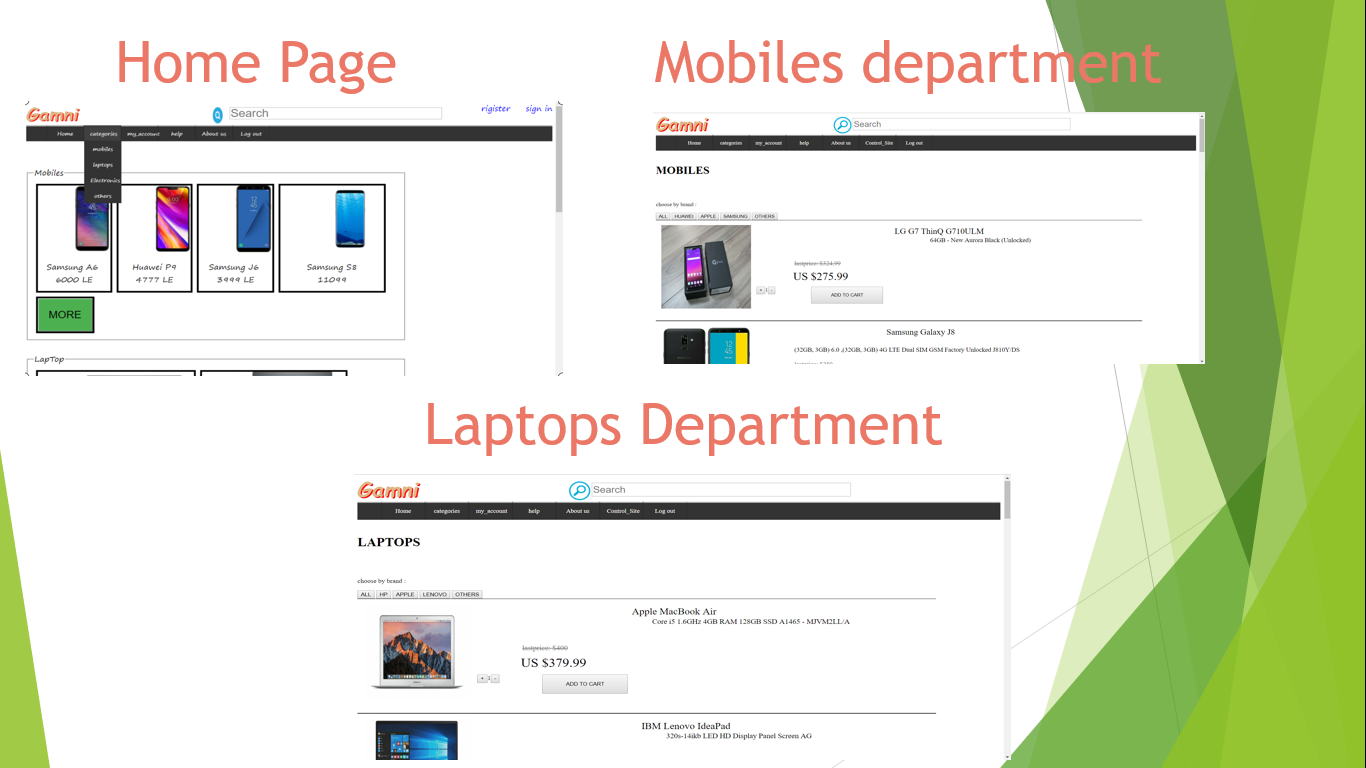 Home Page
Gamni
Search
rigister sign in
Home categories my_account help About us Log out
mobiles
laptops
Electronics
others
Mobiles
Samsung A6
6000 LE
Huawei P9
4777 LE
Samsung J6
3999 LE
Samsung S8
11099
MORE
LapTop
Mobiles department
Gamni
Search
Home categories my_account help About us Control_Site Log out
MOBILES
choose by brand :
ALL HUAWEI APPLE SAMSUNG OTHERS
LG G7 ThinQ G710ULM
64GB - New Aurora Black (Unlocked)
lastprice: $324.99
US $275.99
+ 1 -
ADD TO CART
Samsung Galaxy J8
(32GB, 3GB) 6.0 ,(32GB, 3GB) 4G LTE Dual SIM GSM Factory Unlocked J810Y/DS
Laptops Department
Gamni
Search
Home categories my_account help About us Control_Site Log out
LAPTOPS
choose by brand :
ALL HP APPLE LENOVO OTHERS
Apple MacBook Air
Core i5 1.6GHz 4GB RAM 128GB SSD A1465 - MJVM2LL/A
lastprice: $400
US $379.99
+ 1 -
ADD TO CART
IBM Lenovo IdeaPad
320s-14ikb LED HD Display Panel Screen AG